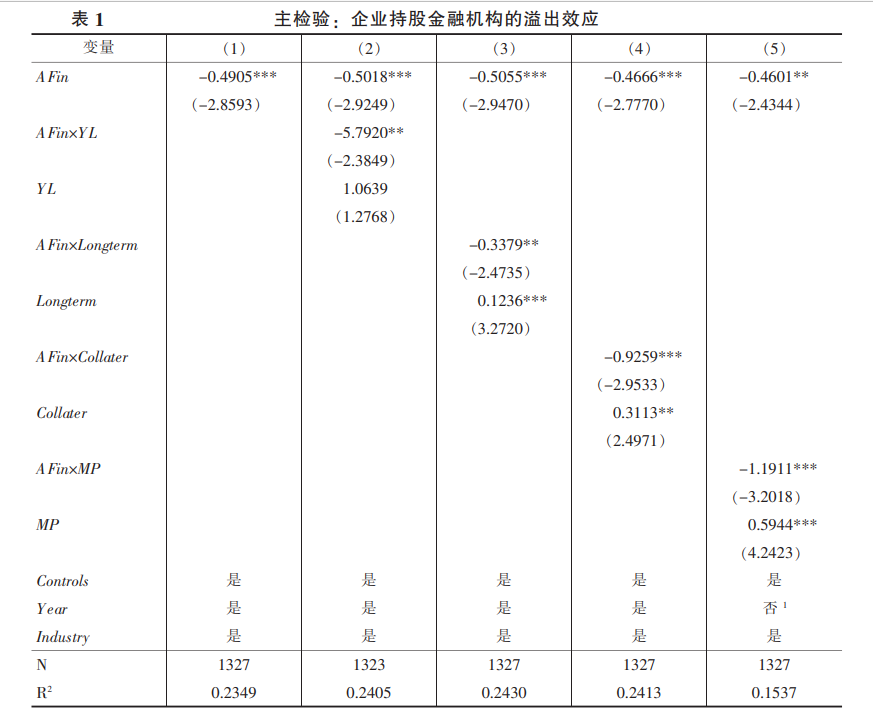 表 1 主检验：企业持股金融机构的溢出效应
变量 （1） （2） （3） （4） （5）
AFin −0.4905*** −0.5018*** −0.5055*** −0.4666*** −0.4601**
（−2.8593） （−2.9249） （−2.9470） （−2.7770） （−2.4344）
AFin×YL −5.7920**
（−2.3849）
YL 1.0639
（1.2768）
AFin×Longterm −0.3379**
（−2.4735）
Longterm 0.1236***
（3.2720）
AFin×Collater −0.9259***
（−2.9533）
Collater 0.3113**
（2.4971）
AFin×MP −1.1911***
（−3.2018）
MP 0.5944***
（4.2423）
Controls 是 是 是 是 是
Year 是 是 是 是 否 1
Industry 是 是 是 是 是
N 1327 1323 1327 1327 1327
R2 0.2349 0.2405 0.2430 0.2413 0.1537